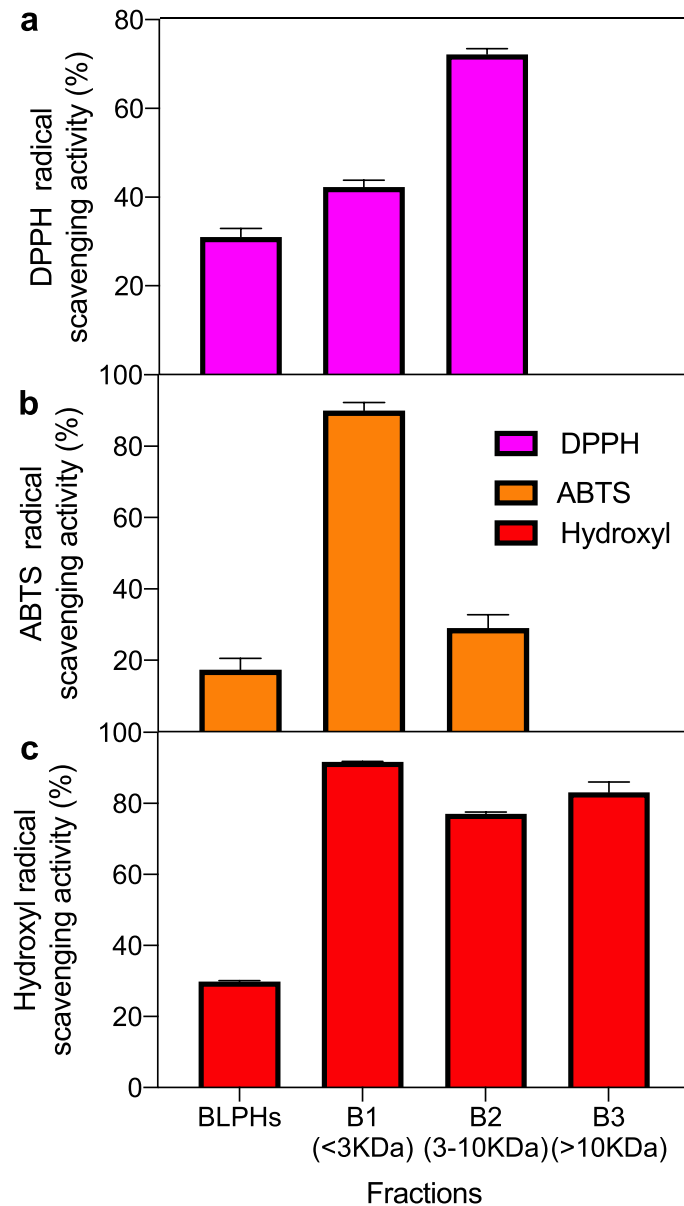 a
DPPH radical
scavenging activity (%)
80
60
40
20
b
ABTS radical
scavenging activity (%)
100
80
60
40
20
DPPH
ABTS
Hydroxyl
c
Hydroxyl radical
scavenging activity (%)
100
80
60
40
20
0
BLPHs B1 B2 B3
(<3KDa) (3-10KDa) (>10KDa)
Fractions